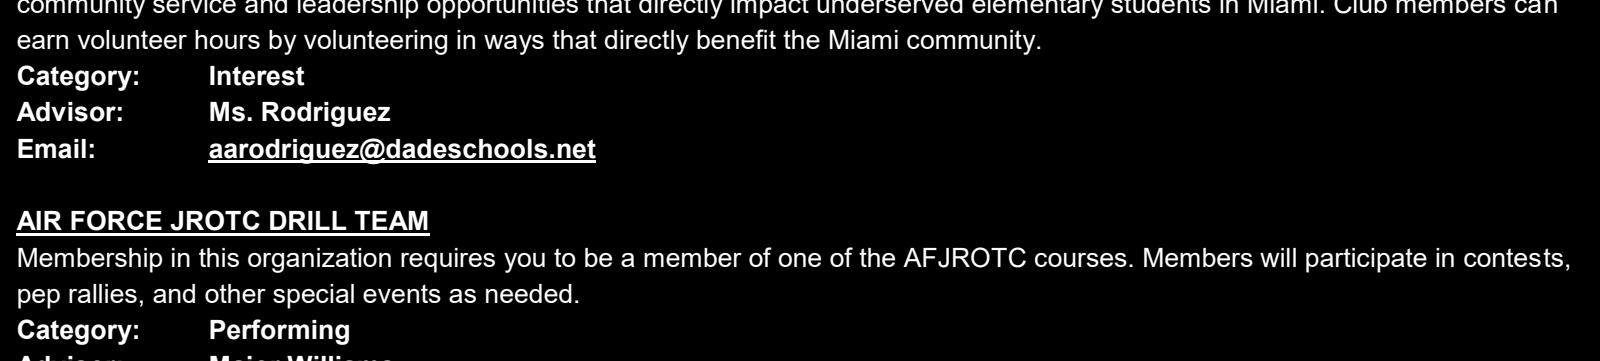 community service and leadership opportunities that directly impact underserved elementary students in Miami. Club members can
earn volunteer hours by volunteering in ways that directly benefit the Miami community.
Category: Interest
Advisor: Ms. Rodriguez
Email: aarodriguez@dadeschools.net
AIR FORCE JROTC DRILL TEAM
Membership in this organization requires you to be a member of one of the AFJROTC courses. Members will participate in contests,
pep rallies, and other special events as needed.
Category: Performing
Advisor: Major Williams